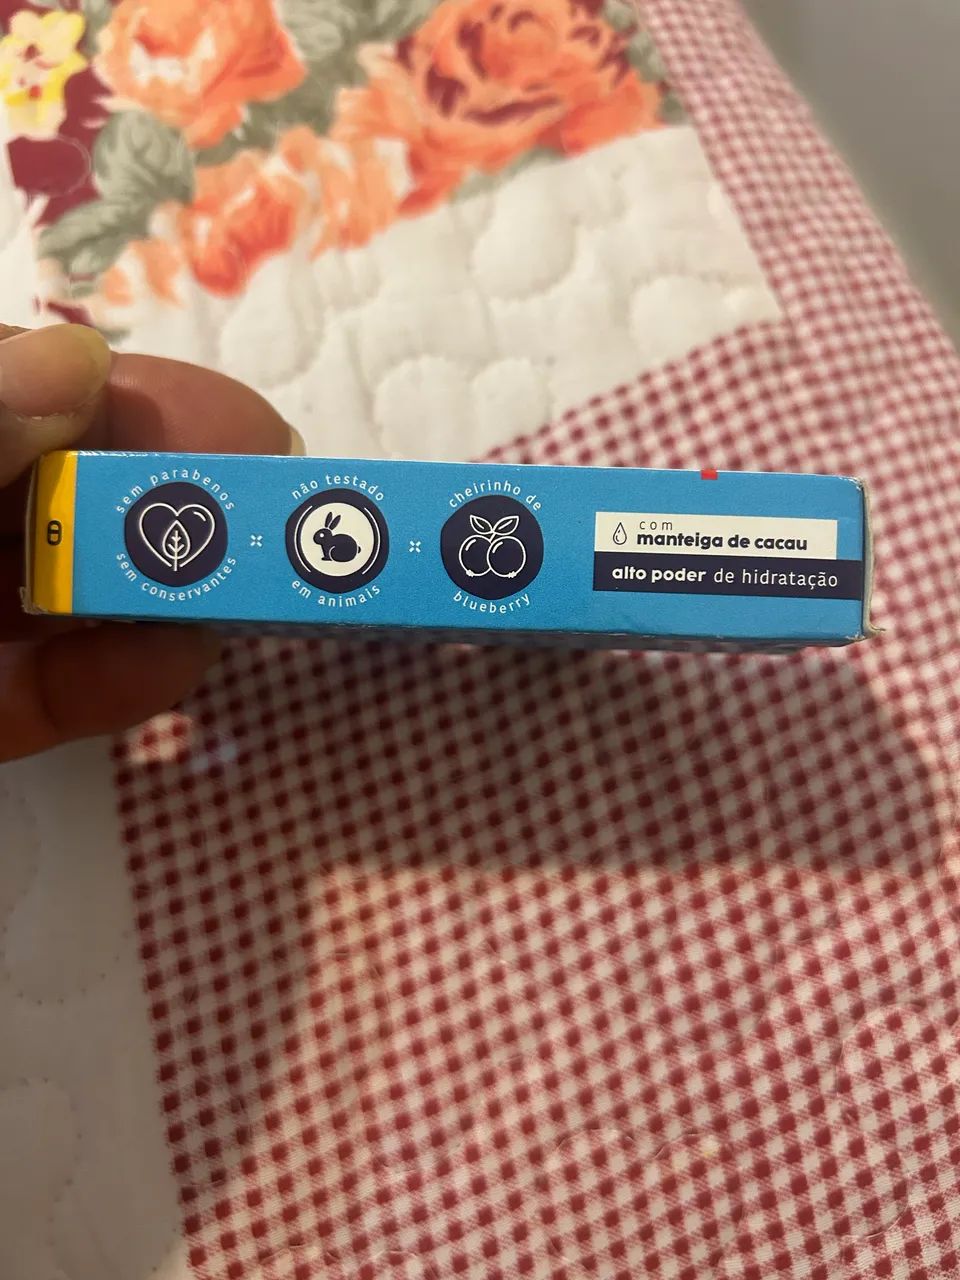 sem parabenos
sem conservantes
não testado
em animais
cheirinho de
blueberry
com
manteiga de cacau
alto poder de hidratação